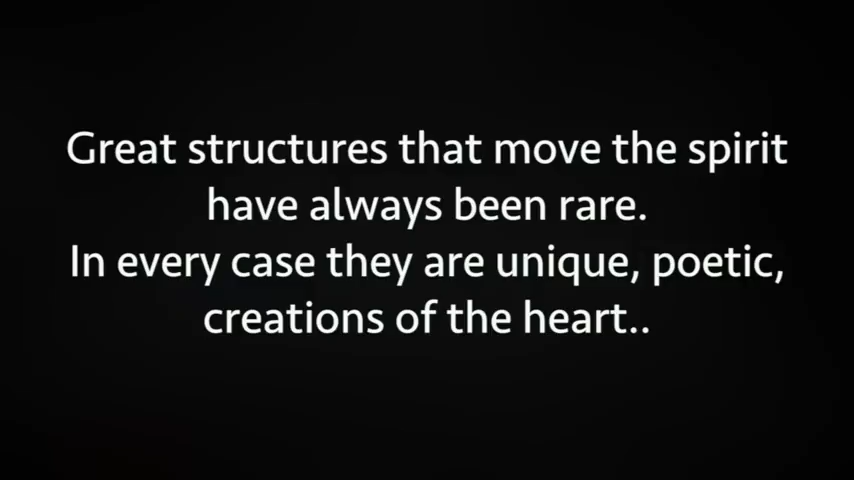 Great structures that move the spirit
have always been rare.
In every case they are unique, poetic,
creations of the heart..